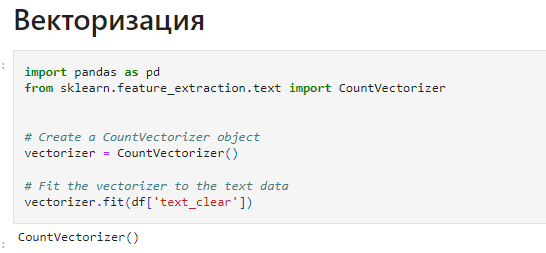 Векторизация
:
import pandas as pd
from sklearn.feature_extraction.text import CountVectorizer
# Create a CountVectorizer object
vectorizer = CountVectorizer()
# Fit the vectorizer to the text data
vectorizer.fit(df['text_clear'])
:
CountVectorizer()